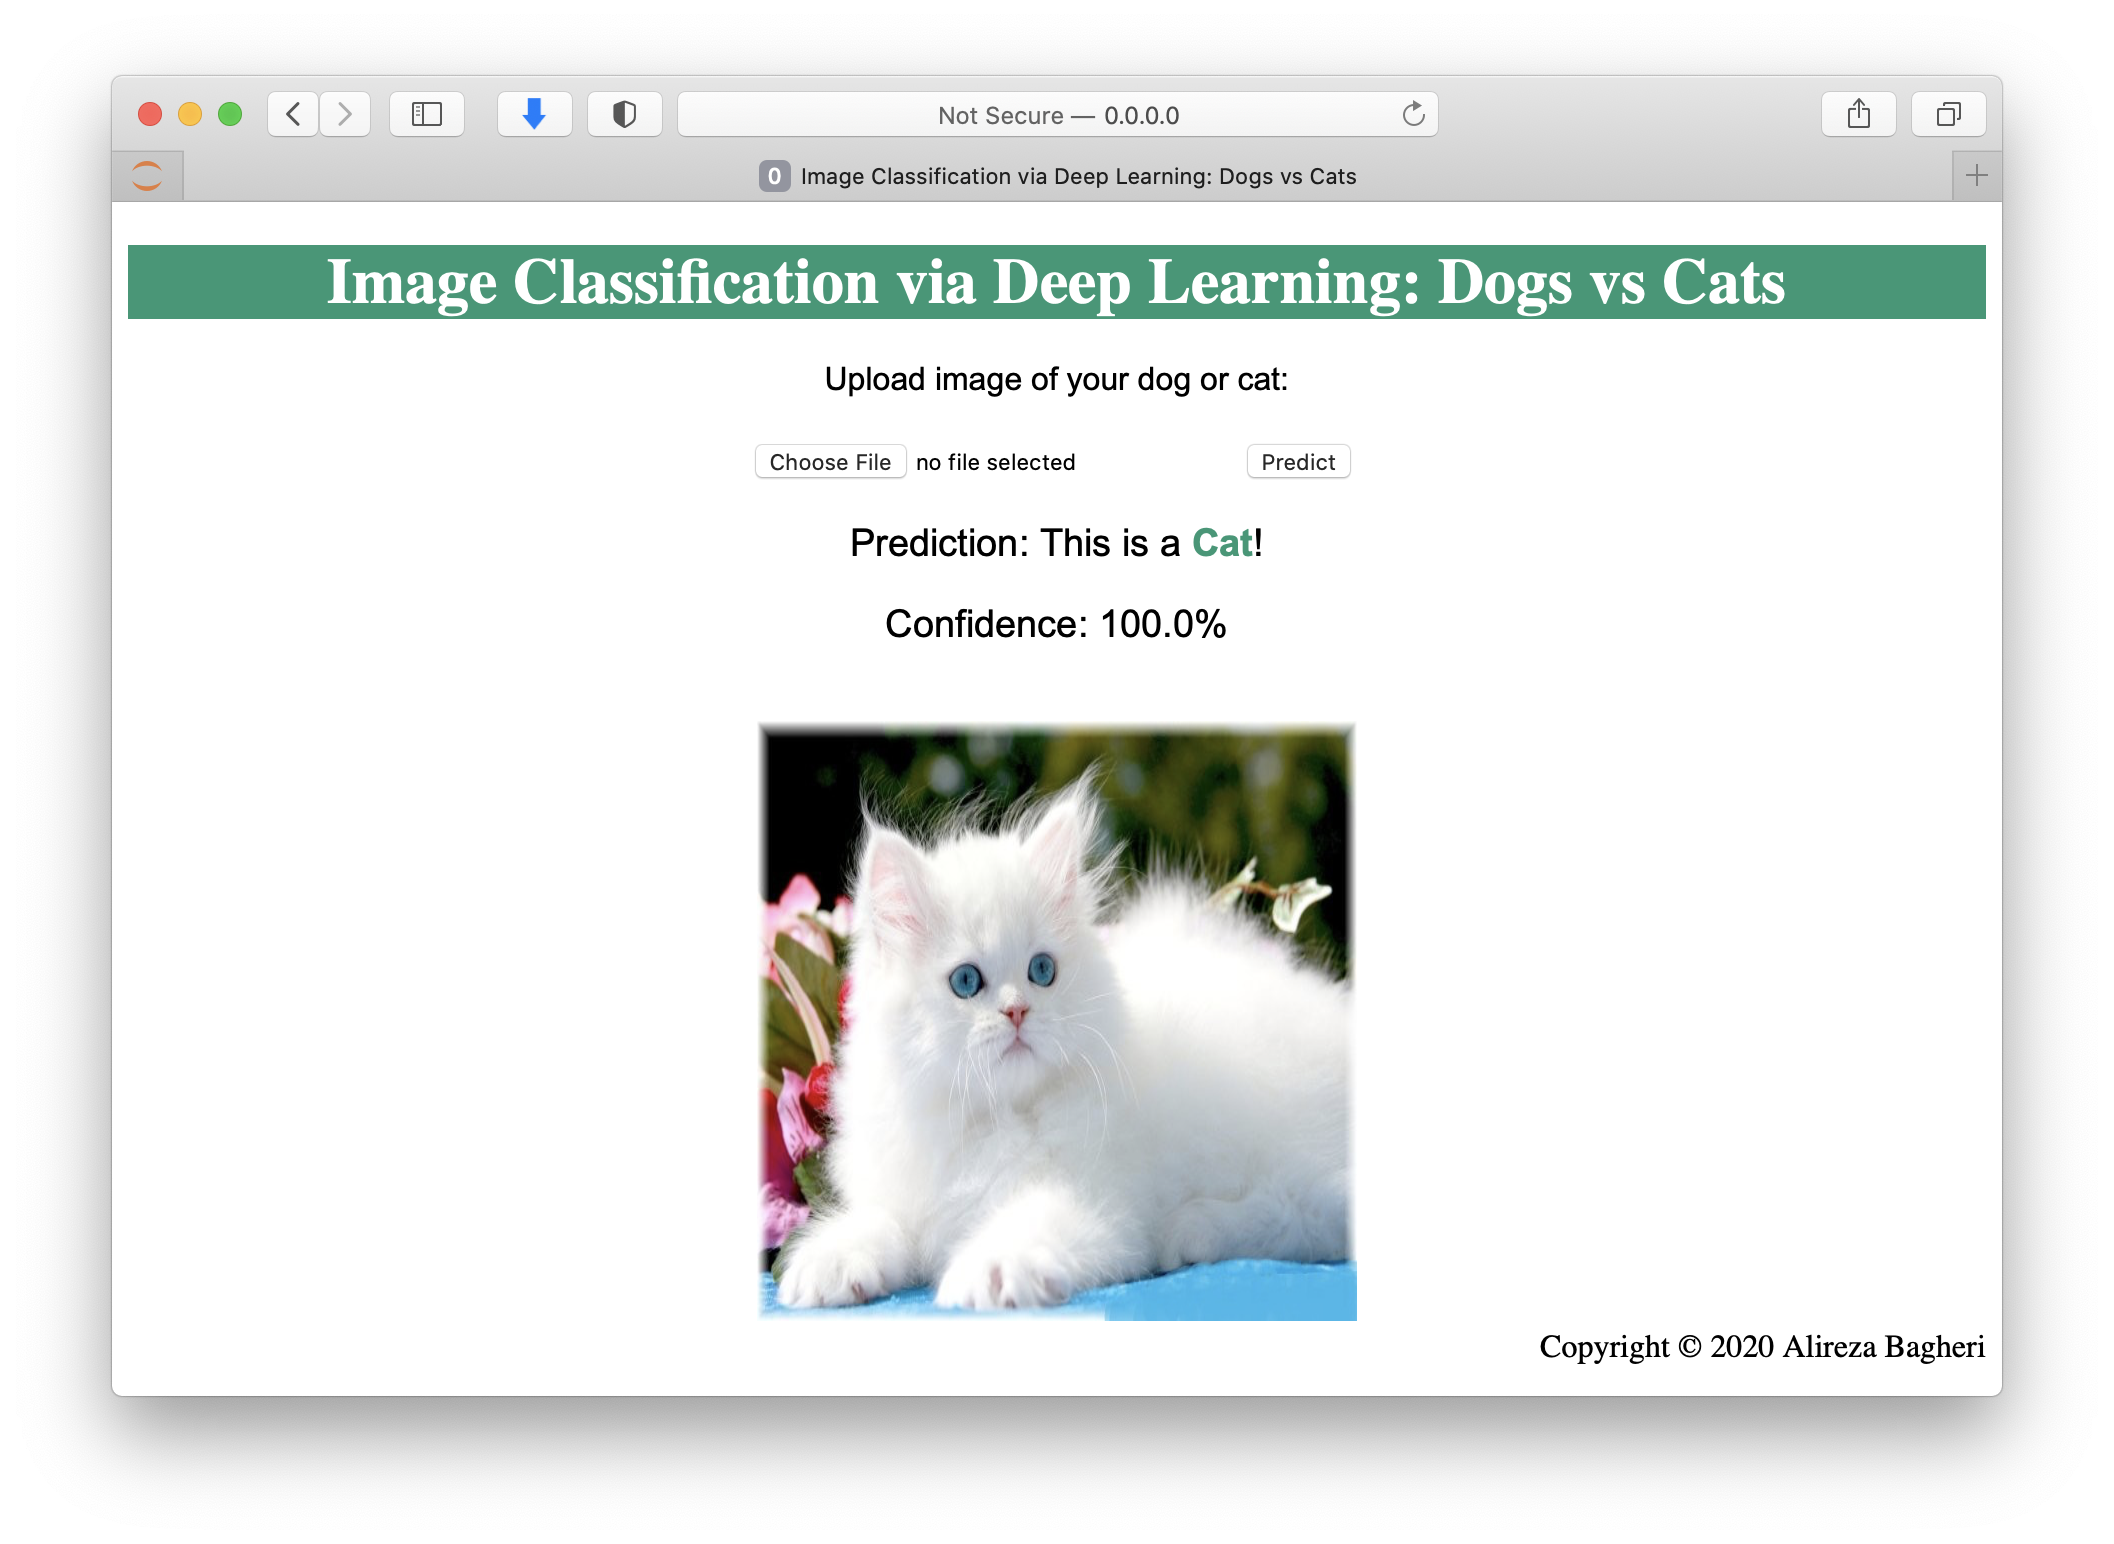 Not Secure — 0.0.0.0
0 Image Classification via Deep Learning: Dogs vs Cats
Image Classification via Deep Learning: Dogs vs Cats
Upload image of your dog or cat:
Choose File no file selected Predict
Prediction: This is a Cat!
Confidence: 100.0%
Copyright © 2020 Alireza Bagheri